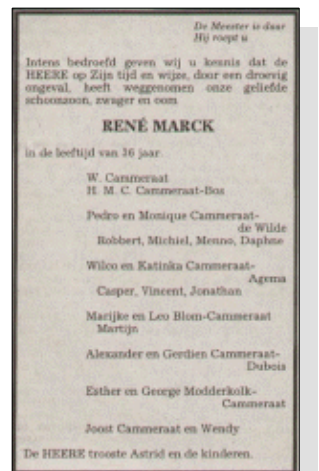 De Meester is daar
Hij roept u
Intens bedroefd geven wij u kennis dat de
HEERE op Zijn tijd en wijze, door een droevig
ongeval, heeft weggenomen onze geliefde
schoonzoon, zwager en oom
RENÉ MARCK
in de leeftijd van 36 jaar.
W. Cammeraat
H. M. C. Cammeraat-Bos
Pedro en Monique Cammeraat-
de Wilde
Robbert, Michiel, Menno, Daphne
Wilco en Katinka Cammeraat-
Agema
Casper, Vincent, Jonathan
Marijke en Leo Blom-Cammeraat
Martijn
Alexander en Gerdien Cammeraat-
Dubois
Esther en George Modderkolk-
Cammeraat
Joost Cammeraat en Wendy
De HEERE trooste Astrid en de kinderen.